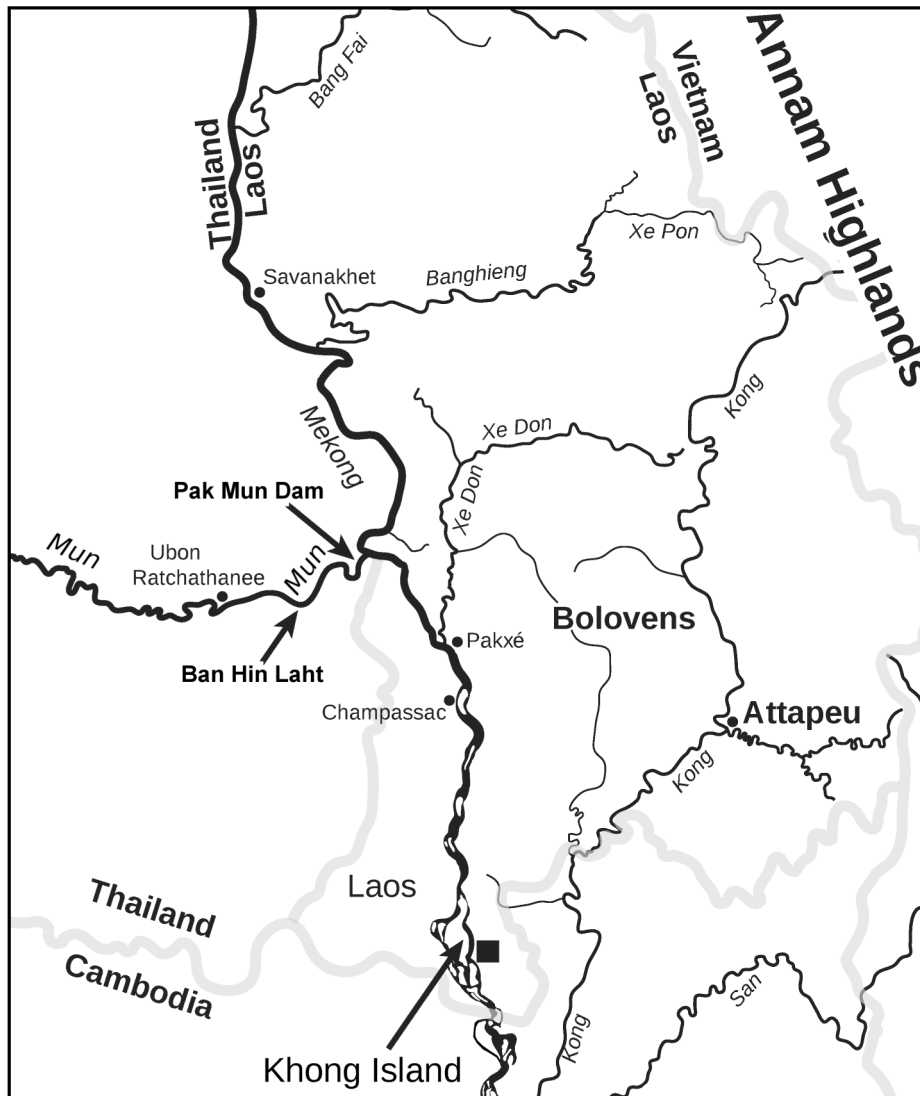 Bang Fai
Vietnam
Laos
Annam Highlands
Thailand
Laos
Xe Pon
Savanakhet
Banghieng
Kong
Mekong
Xe Don
Xe Don
Pak Mun Dam
Mun
Ubon
Ratchathanee
Mun
Bolovens
Pakxé
Ban Hin Laht
Champassac
Attapeu
Kong
Laos
Thailand
Cambodia
San
Kong
Khong Island